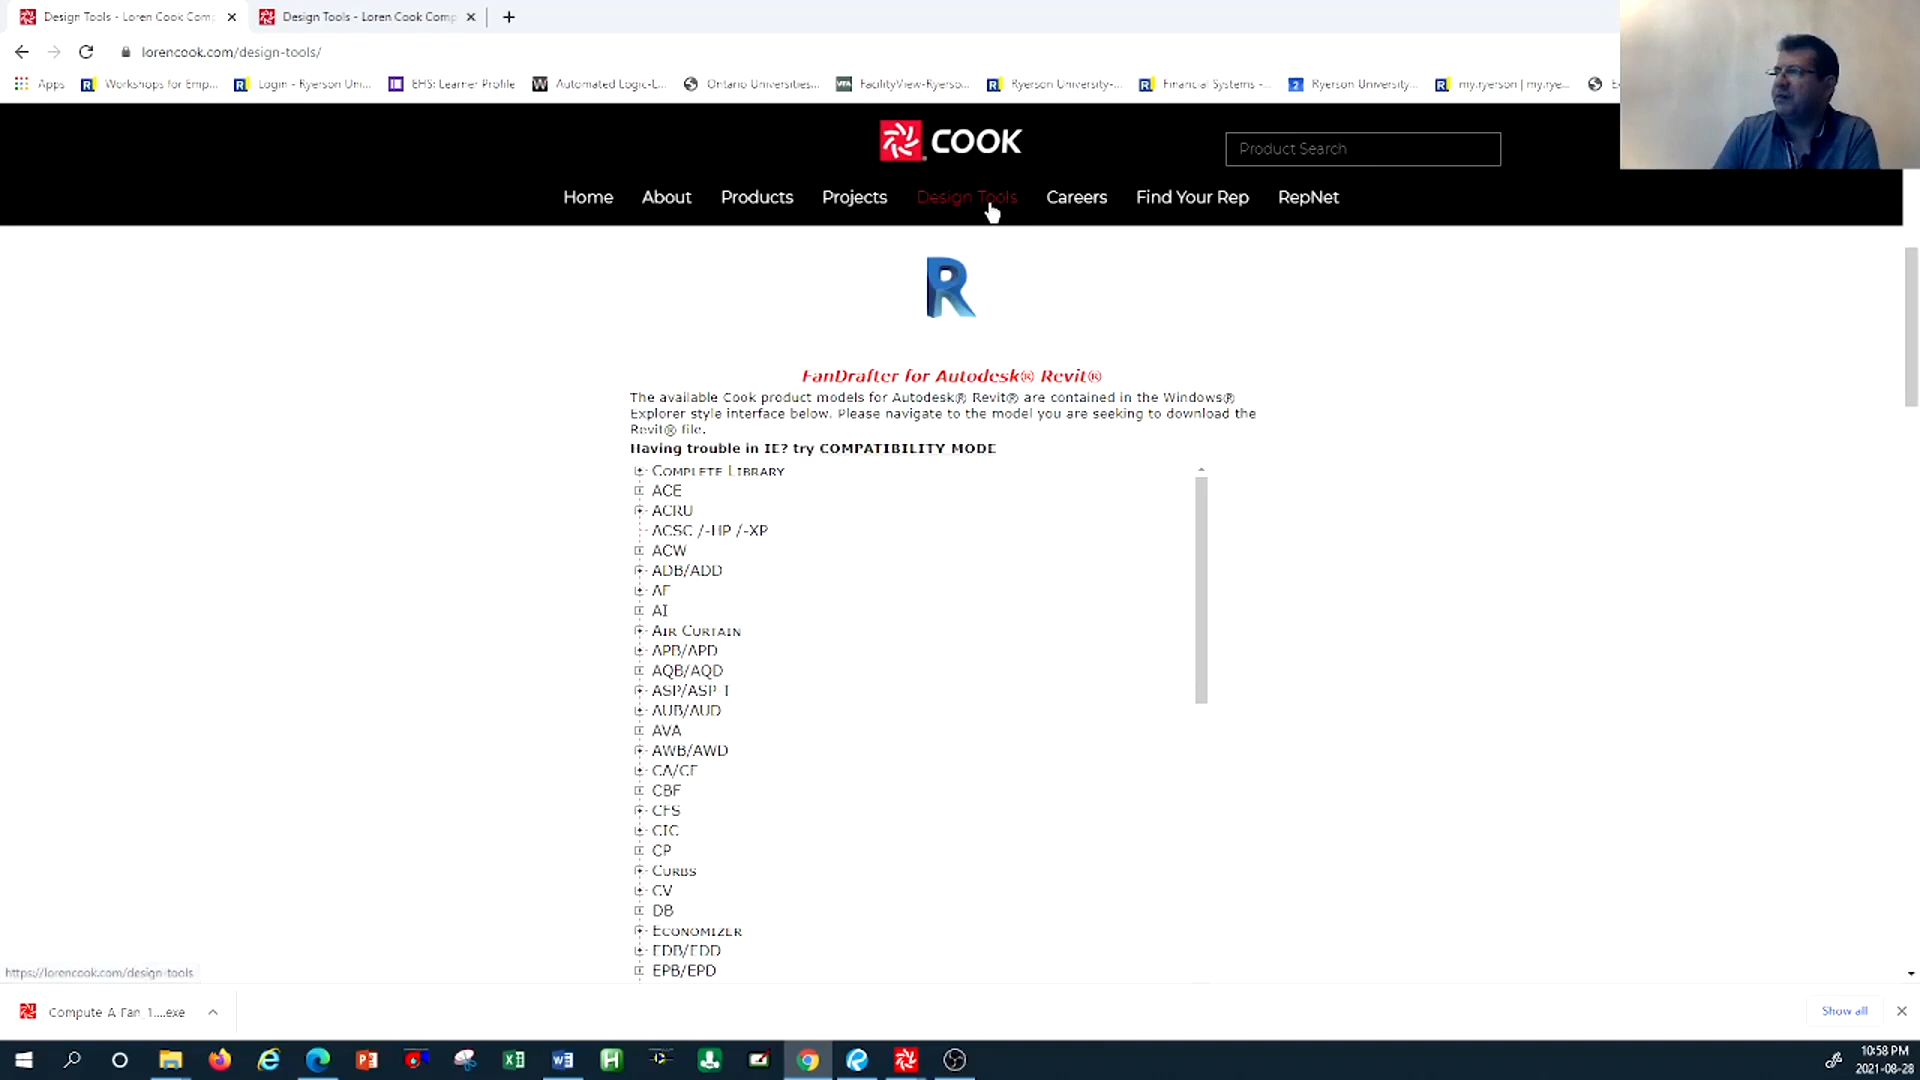 Design Tools - Loren Cook Com
Design Tools - Loren Cook Comp
lorencook.com/design-tools/
Apps
Workshops for Emp...
Login - Ryerson Uni...
EHS: Learner Profile
Automated Logic-L...
Ontario Universities...
FacilityView-Ryerso...
Ryerson University-...
Financial Systems -...
Ryerson University...
my.ryerson | my.rye...
COOK
Product Search
Home
About
Products
Projects
Design Tools
Careers
Find Your Rep
RepNet
R
FanDrafter for Autodesk® Revit®
The available Cook product models for Autodesk® Revit® are contained in the Windows®
Explorer style interface below. Please navigate to the model you are seeking to download the
Revit® file.
Having trouble in IE? try COMPATIBILITY MODE
COMPLETE LIBRARY
ACE
ACRU
ACSC /-HP /-XP
ACW
ADB/ADD
AF
AI
AIR CURTAIN
APB/APD
AQB/AQD
ASP/ASP-T
AUB/AUD
AVA
AWB/AWD
CA/CF
CBF
CFS
CIC
CP
CURBS
CV
DB
ECONOMIZER
EDB/EDD
EPB/EPD
https://lorencook.com/design-tools
Compute A Fan_1....exe
Show all
10:58 PM
2021-08-28